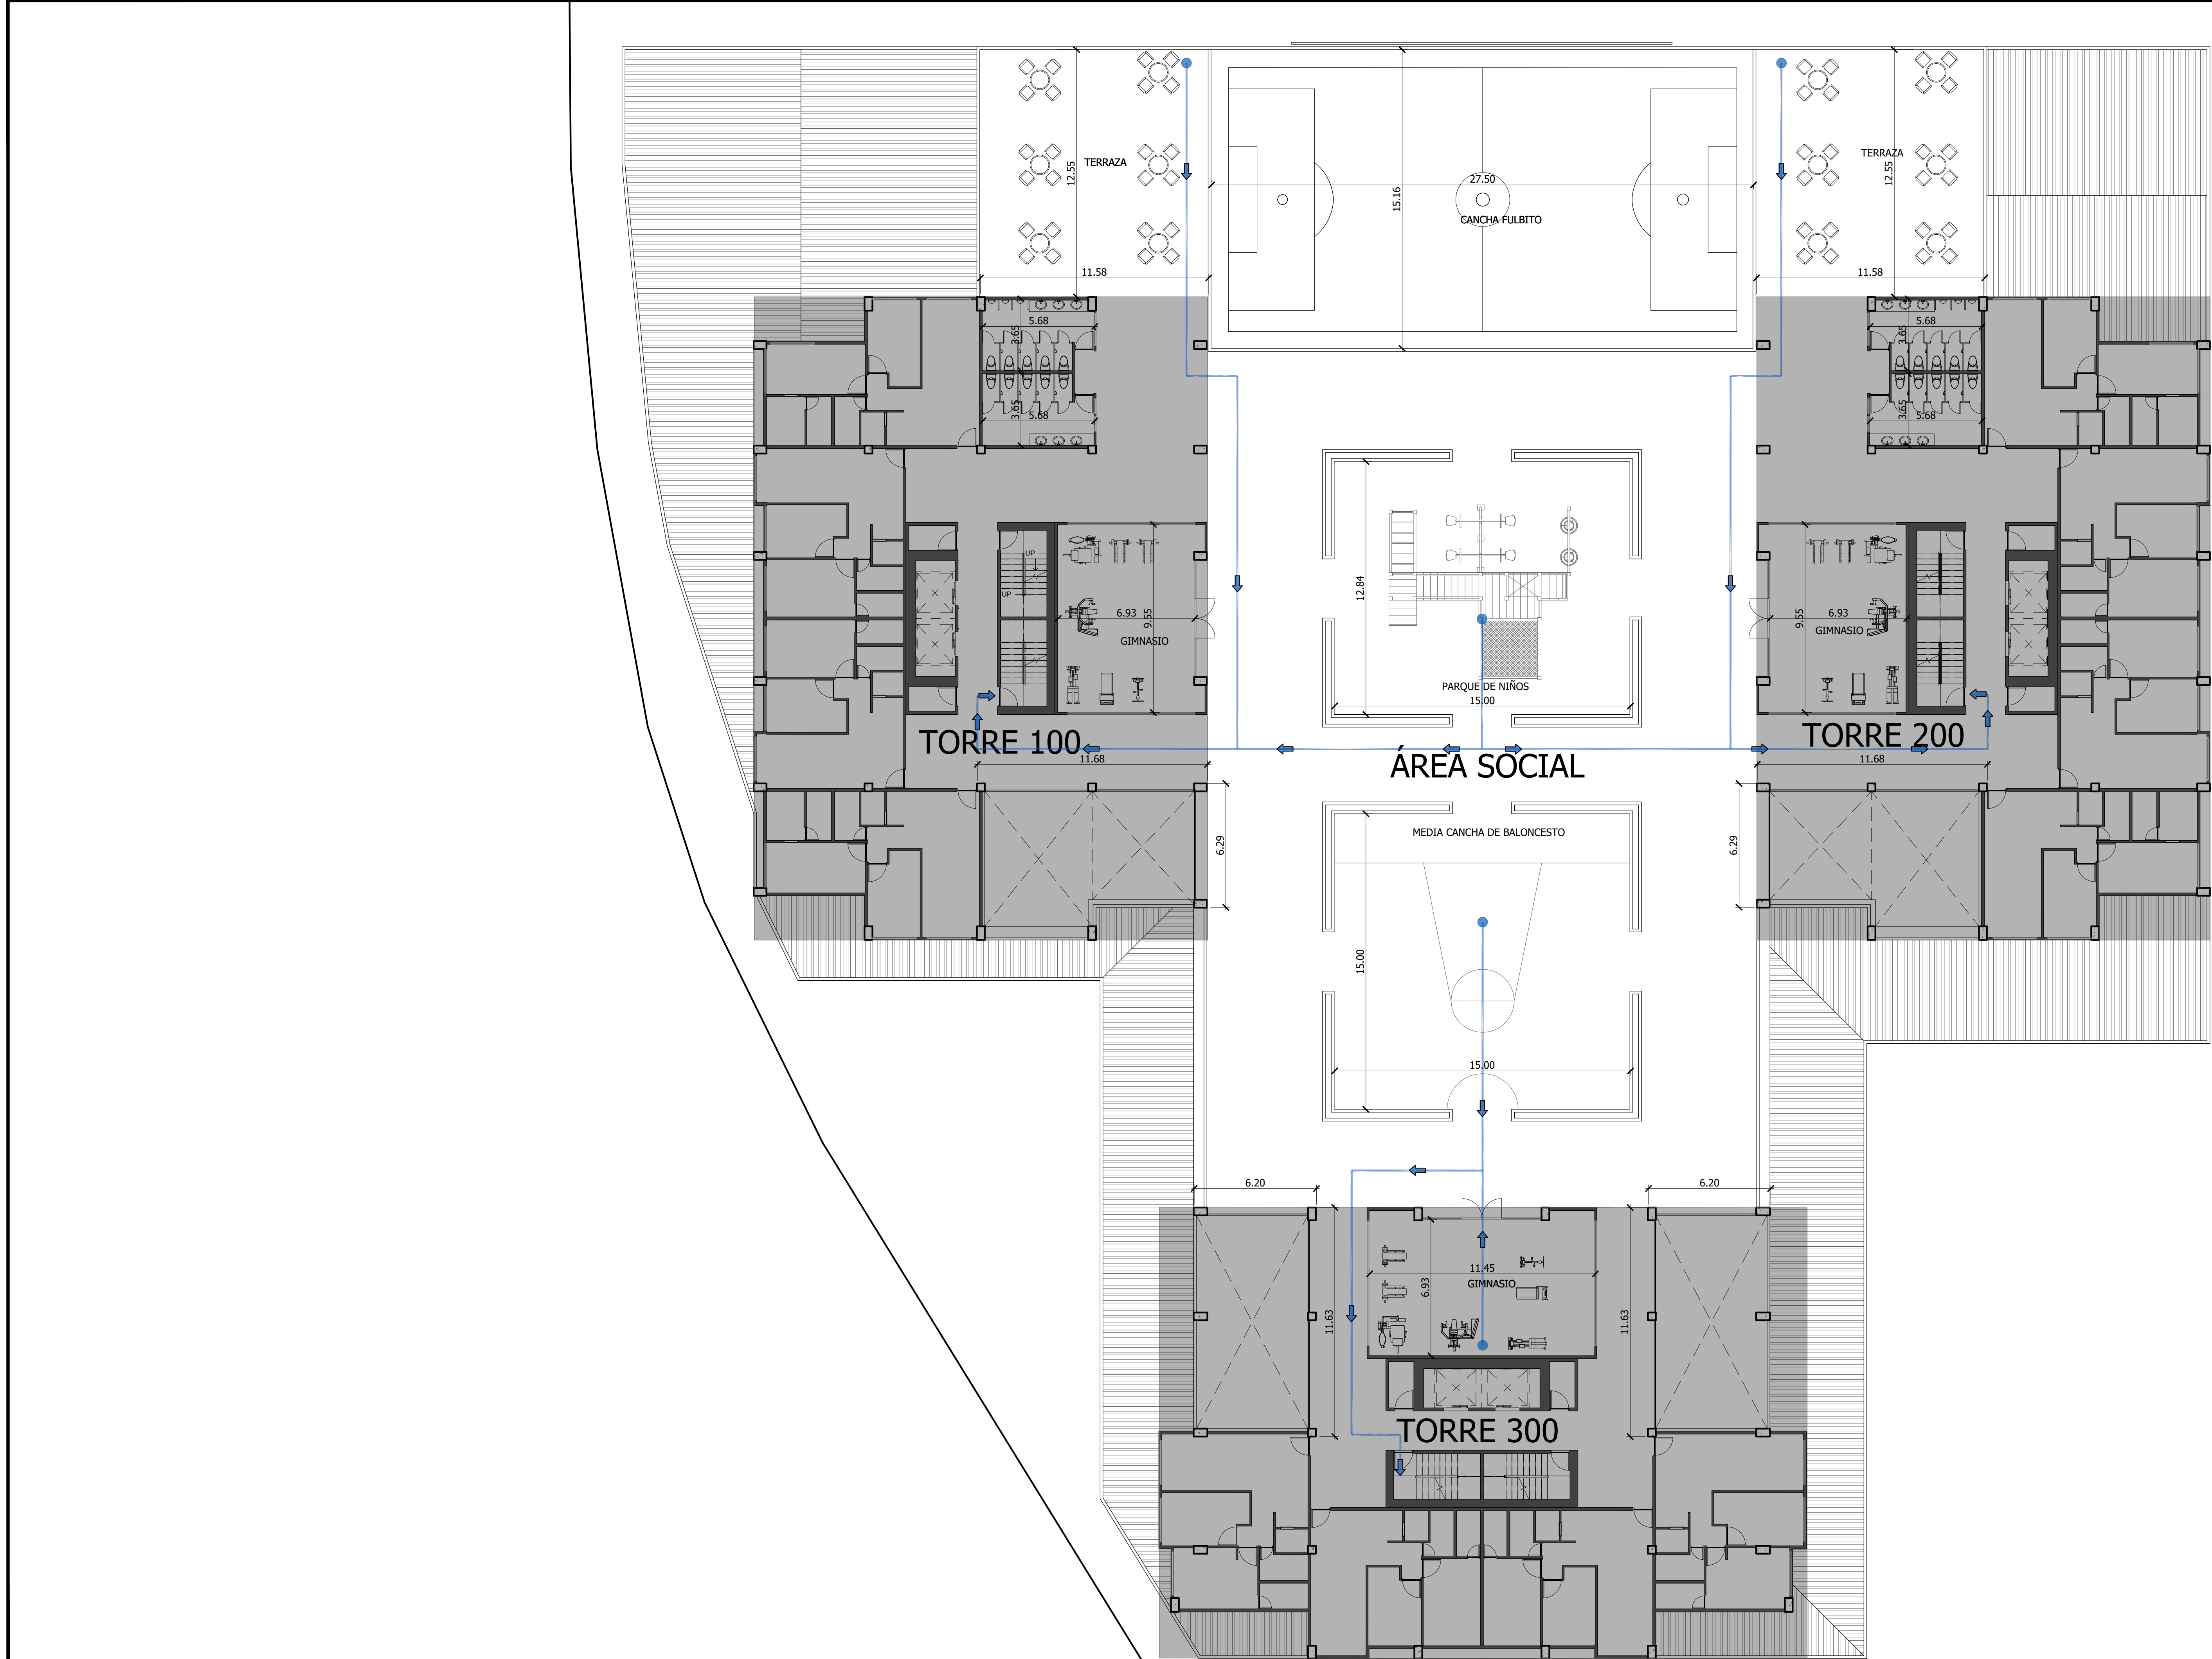 12.55
TERRAZA
15.16
27.50
CANCHA FULBITO
TERRAZA
12.55
11.58
11.58
5.68
3.65
3.65
5.68
5.68
3.65
3.65
5.68
UP
UP
6.93
9.55
GIMNASIO
12.84
PARQUE DE NIÑOS
15.00
9.55
6.93
GIMNASIO
TORRE 100
11.68
ÁREA SOCIAL
TORRE 200
11.68
6.29
MEDIA CANCHA DE BALONCESTO
6.29
15.00
15.00
6.20
6.20
11.63
6.93
11.45
GIMNASIO
11.63
TORRE 300